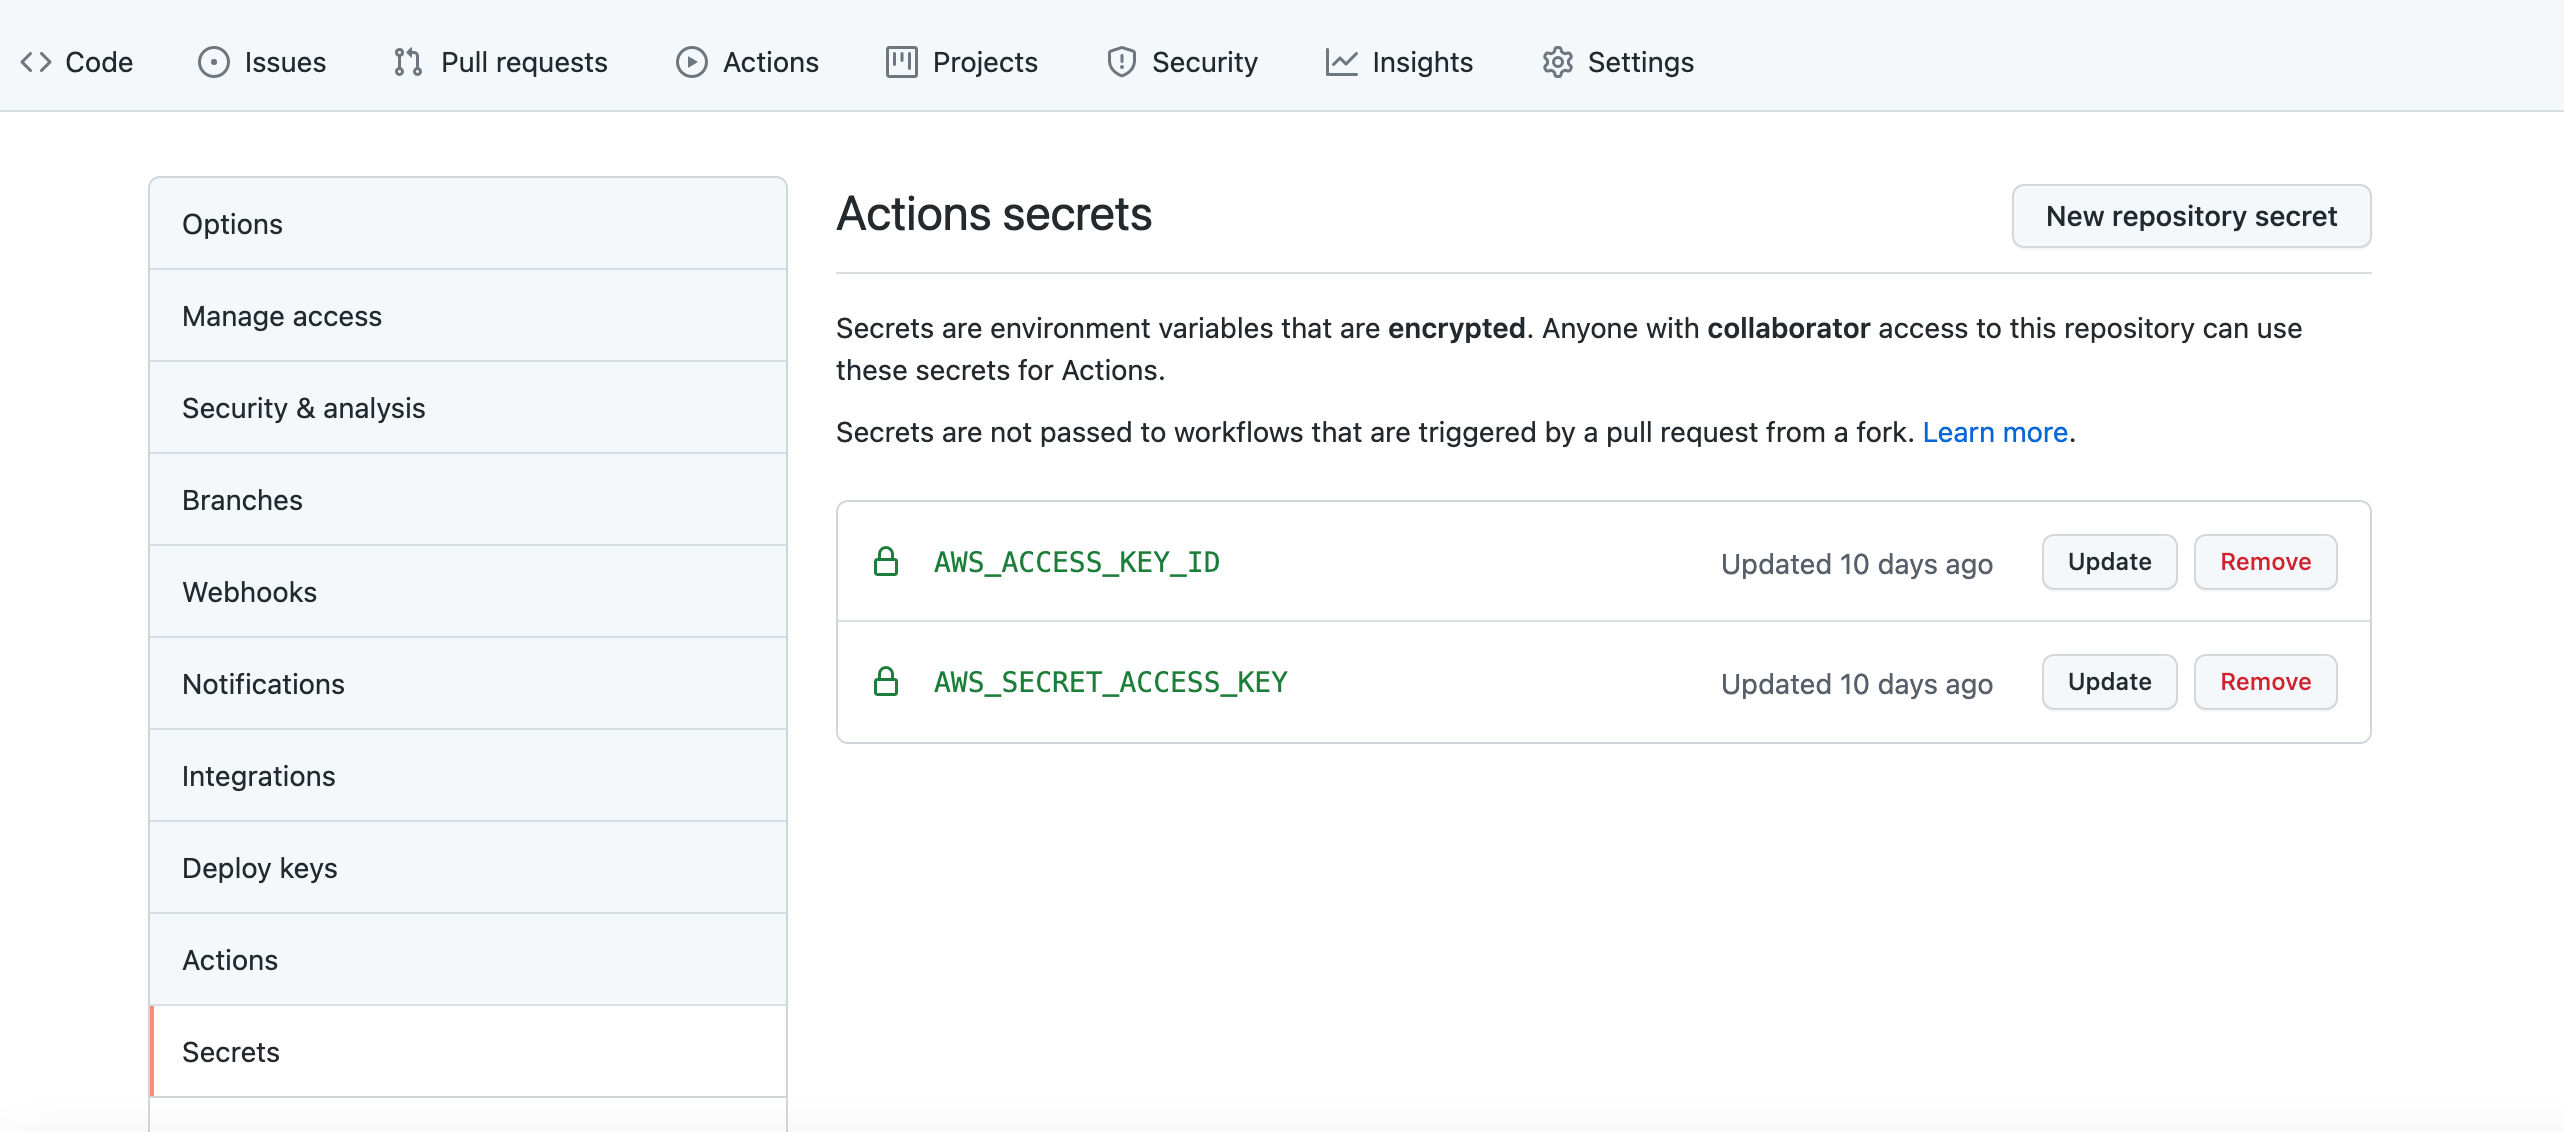 Code Issues Pull requests Actions Projects Security Insights Settings
Options
Manage access
Security & analysis
Branches
Webhooks
Notifications
Integrations
Deploy keys
Actions
Secrets
Actions secrets
New repository secret
Secrets are environment variables that are encrypted. Anyone with collaborator access to this repository can use
these secrets for Actions.
Secrets are not passed to workflows that are triggered by a pull request from a fork. Learn more.
AWS_ACCESS_KEY_ID Updated 10 days ago Update Remove
AWS_SECRET_ACCESS_KEY Updated 10 days ago Update Remove